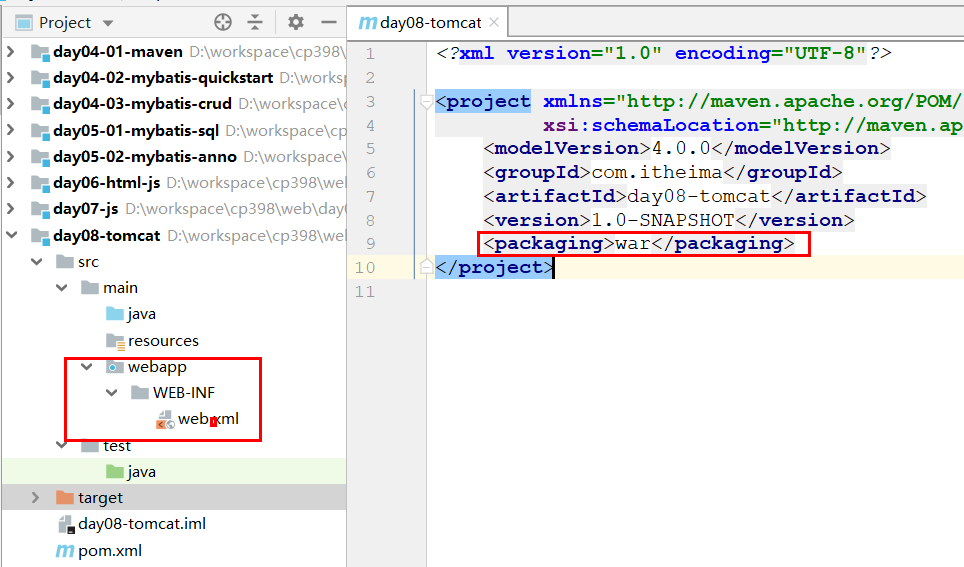 Project
day04-01-maven D:\workspace\cp398\web
day04-02-mybatis-quickstart D:\works
day04-03-mybatis-crud D:\workspace
day05-01-mybatis-sql D:\workspace\cp
day05-02-mybatis-anno D:\workspace
day06-html-js D:\workspace\cp398\wel
day07-js D:\workspace\cp398\web\day
day08-tomcat D:\workspace\cp398\wel
src
main
java
resources
webapp
WEB-INF
web.xml
test
java
target
day08-tomcat.iml
pom.xml
day08-tomcat
1 <?xml version="1.0" encoding="UTF-8"?>
2
3 <project xmlns="http://maven.apache.org/POM/
4 xsi:schemaLocation="http://maven.ap
5 <modelVersion>4.0.0</modelVersion>
6 <groupId>com.itheima</groupId>
7 <artifactId>day08-tomcat</artifactId>
8 <version>1.0-SNAPSHOT</version>
9 <packaging>war</packaging>
10 </project>
11